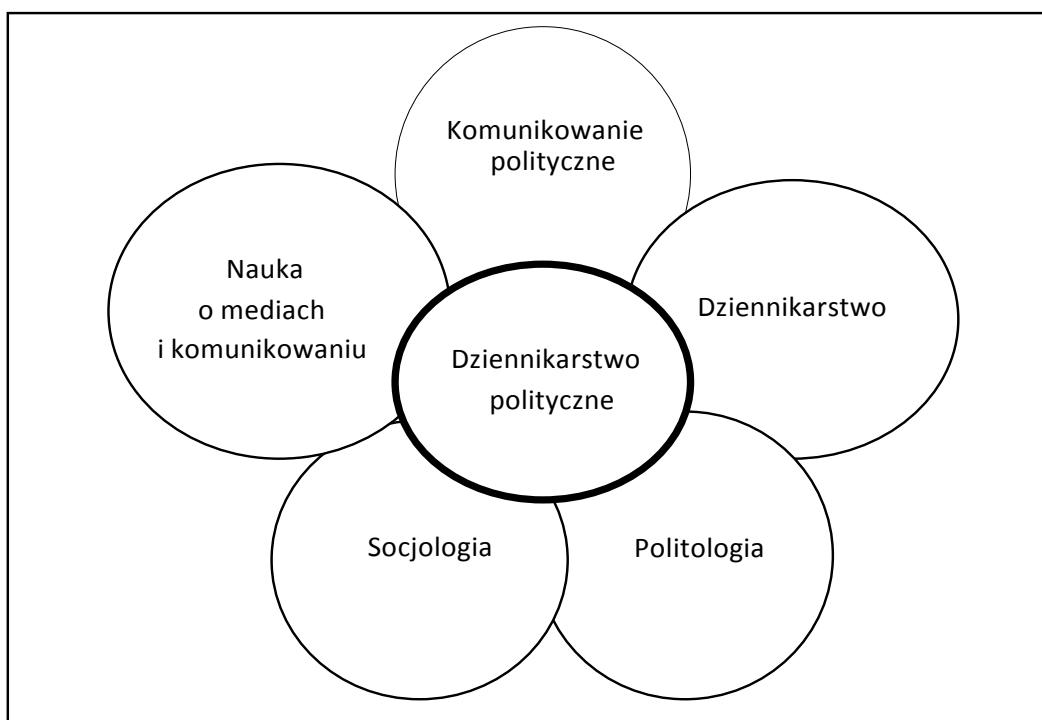 Komunikowanie
polityczne
Nauka
o mediach
i komunikowaniu
Dziennikarstwo
Dziennikarstwo
polityczne
Socjologia
Politologia